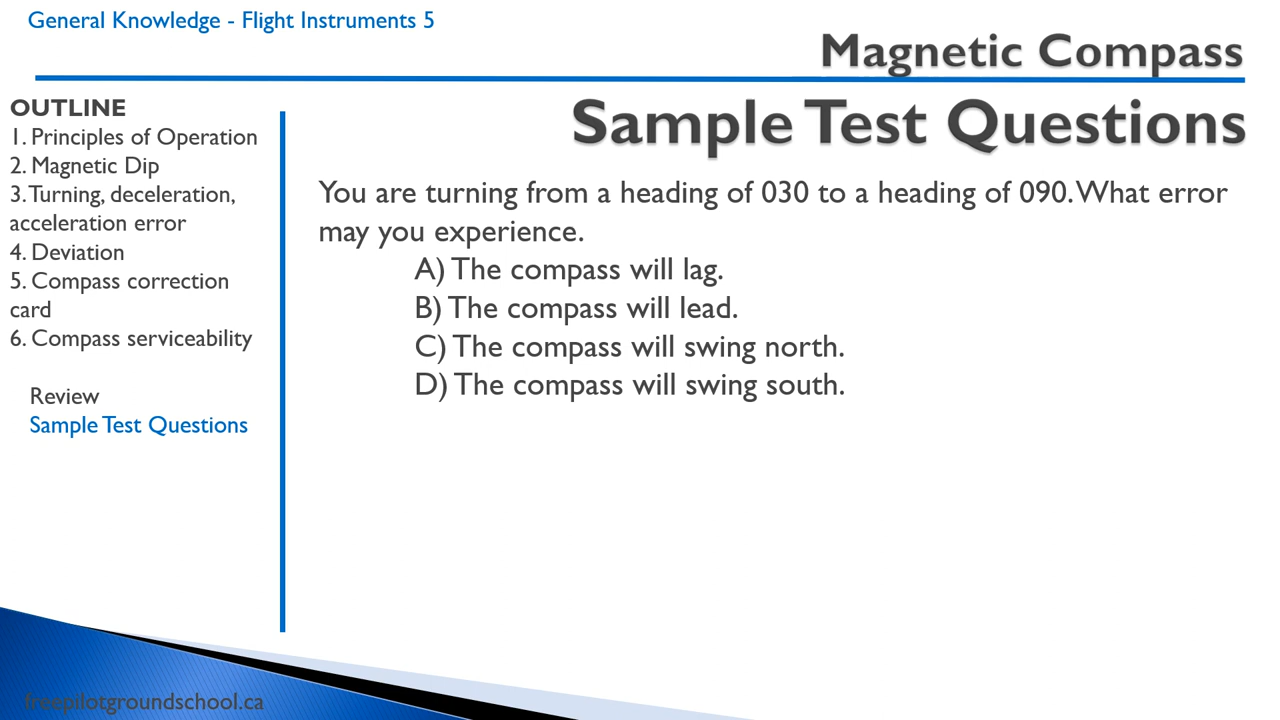 General Knowledge - Flight Instruments 5
Magnetic Compass
Sample Test Questions
OUTLINE
1. Principles of Operation
2. Magnetic Dip
3. Turning, deceleration,
acceleration error
4. Deviation
5. Compass correction
card
6. Compass serviceability
Review
Sample Test Questions
You are turning from a heading of 030 to a heading of 090. What error
may you experience.
A) The compass will lag.
B) The compass will lead.
C) The compass will swing north.
D) The compass will swing south.
freepilotgroundschool.ca